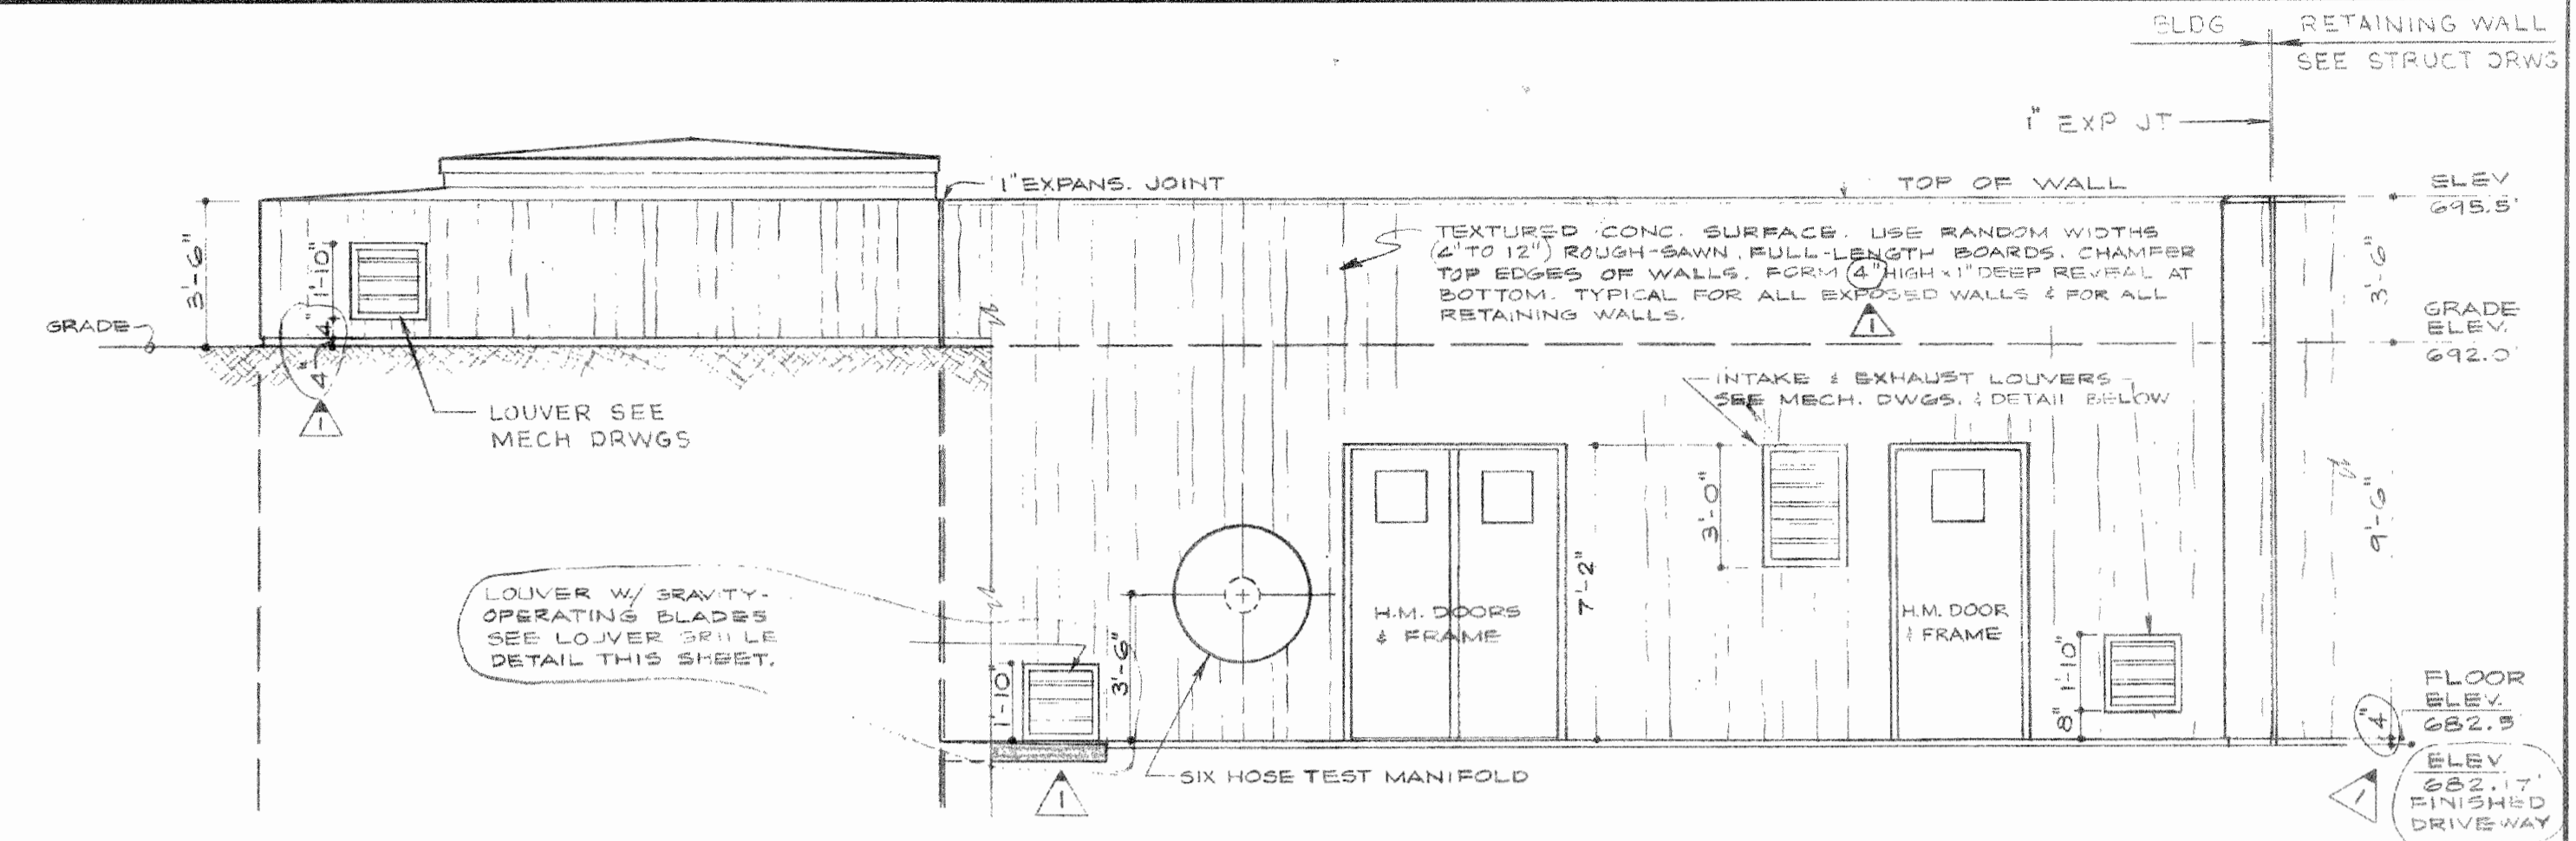 BLDG
RETAINING WALL
SEE STRUCT DRWG
1" EXP JT
1" EXPANS. JOINT
TOP OF WALL
ELEV
695.5'
TEXTURED CONC. SURFACE. USE RANDOM WIDTHS
(4" TO 12") ROUGH-SAWN, FULL-LENGTH BOARDS. CHAMFER
TOP EDGES OF WALLS. FORM 4" HIGH x 1" DEEP REVEAL AT
BOTTOM. TYPICAL FOR ALL EXPOSED WALLS & FOR ALL
RETAINING WALLS.
1
3'-6"
1'-10"
4"
4"
1
GRADE
3'-6"
GRADE
ELEV.
692.0'
LOUVER SEE
MECH DRWGS
INTAKE & EXHAUST LOUVERS
SEE MECH. DWGS. & DETAIL BELOW
3'-0"
9'-6"
7'-2"
LOUVER W/ GRAVITY-
OPERATING BLADES
SEE LOUVER GRILLE
DETAIL THIS SHEET.
1'-10"
3'-6"
H.M. DOORS
& FRAME
H.M. DOOR
& FRAME
1'-10"
8"
FLOOR
ELEV.
682.5'
4"
SIX HOSE TEST MANIFOLD
1
1
ELEV
682.17'
FINISHED
DRIVEWAY